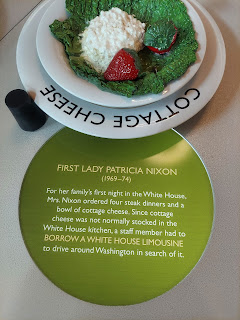 COTTAGE CHEESE
FIRST LADY PATRICIA NIXON
(1969–74)
For her family's first night in the White House,
Mrs. Nixon ordered four steak dinners and a
bowl of cottage cheese. Since cottage
cheese was not normally stocked in the
White House kitchen, a staff member had to
BORROW A WHITE HOUSE LIMOUSINE
to drive around Washington in search of it.